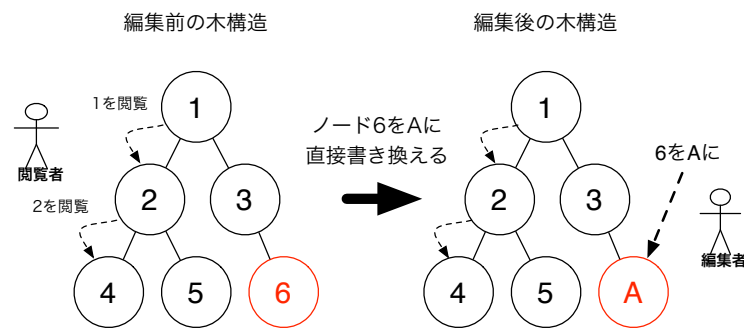 編集前の木構造
編集後の木構造
1を閲覧
1
1
ノード6をAに
直接書き換える
6をAに
閲覧者
2を閲覧
2
3
2
3
編集者
4
5
6
4
5
A